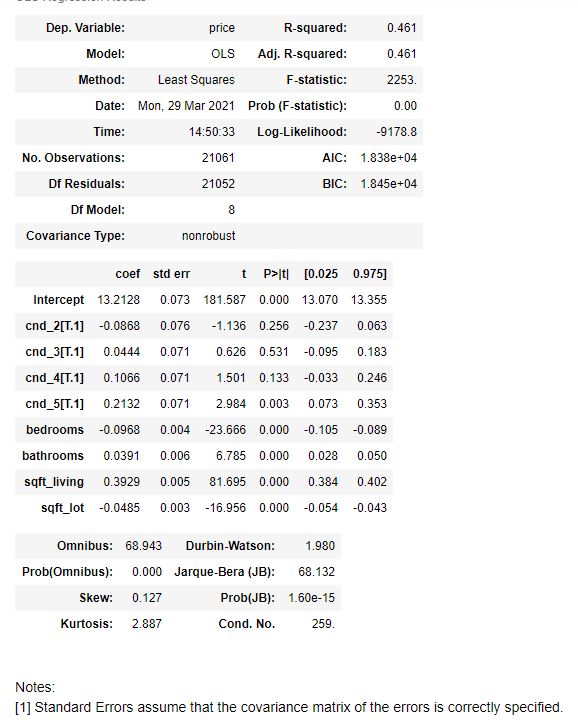 Dep. Variable: price R-squared: 0.461
Model: OLS Adj. R-squared: 0.461
Method: Least Squares F-statistic: 2253.
Date: Mon, 29 Mar 2021 Prob (F-statistic): 0.00
Time: 14:50:33 Log-Likelihood: -9178.8
No. Observations: 21061 AIC: 1.838e+04
Df Residuals: 21052 BIC: 1.845e+04
Df Model: 8
Covariance Type: nonrobust
coef std err t P>|t| [0.025 0.975]
Intercept 13.2128 0.073 181.587 0.000 13.070 13.355
cnd_2[T.1] -0.0868 0.076 -1.136 0.256 -0.237 0.063
cnd_3[T.1] 0.0444 0.071 0.626 0.531 -0.095 0.183
cnd_4[T.1] 0.1066 0.071 1.501 0.133 -0.033 0.246
cnd_5[T.1] 0.2132 0.071 2.984 0.003 0.073 0.353
bedrooms -0.0968 0.004 -23.666 0.000 -0.105 -0.089
bathrooms 0.0391 0.006 6.785 0.000 0.028 0.050
sqft_living 0.3929 0.005 81.695 0.000 0.384 0.402
sqft_lot -0.0485 0.003 -16.956 0.000 -0.054 -0.043
Omnibus: 68.943 Durbin-Watson: 1.980
Prob(Omnibus): 0.000 Jarque-Bera (JB): 68.132
Skew: 0.127 Prob(JB): 1.60e-15
Kurtosis: 2.887 Cond. No. 259.
Notes:
[1] Standard Errors assume that the covariance matrix of the errors is correctly specified.